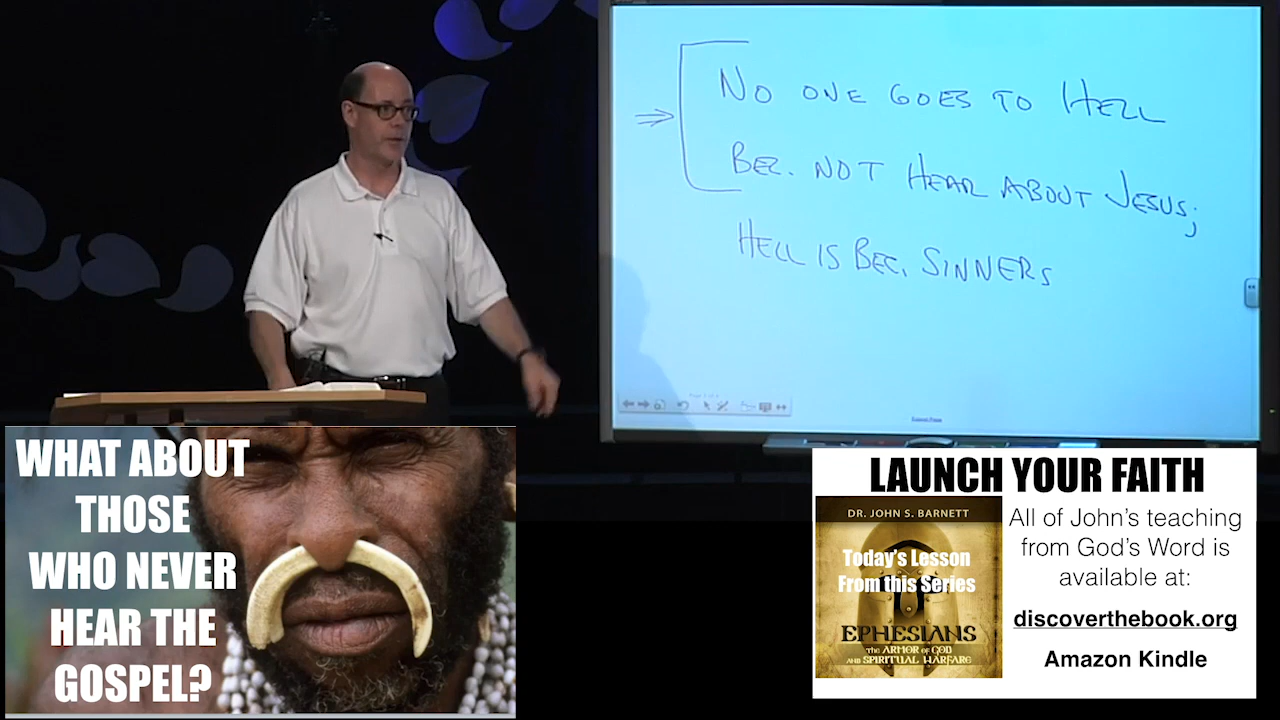 No one goes to Hell
Bec. not Hear about Jesus;
Hell is Bec. Sinners
WHAT ABOUT
THOSE
WHO NEVER
HEAR THE
GOSPEL?
LAUNCH YOUR FAITH
DR. JOHN S. BARNETT
Today's Lesson
From this Series
EPHESIANS
THE ARMOR OF GOD
AND SPIRITUAL WARFARE
All of John's teaching
from God's Word is
available at:
discoverthebook.org
Amazon Kindle